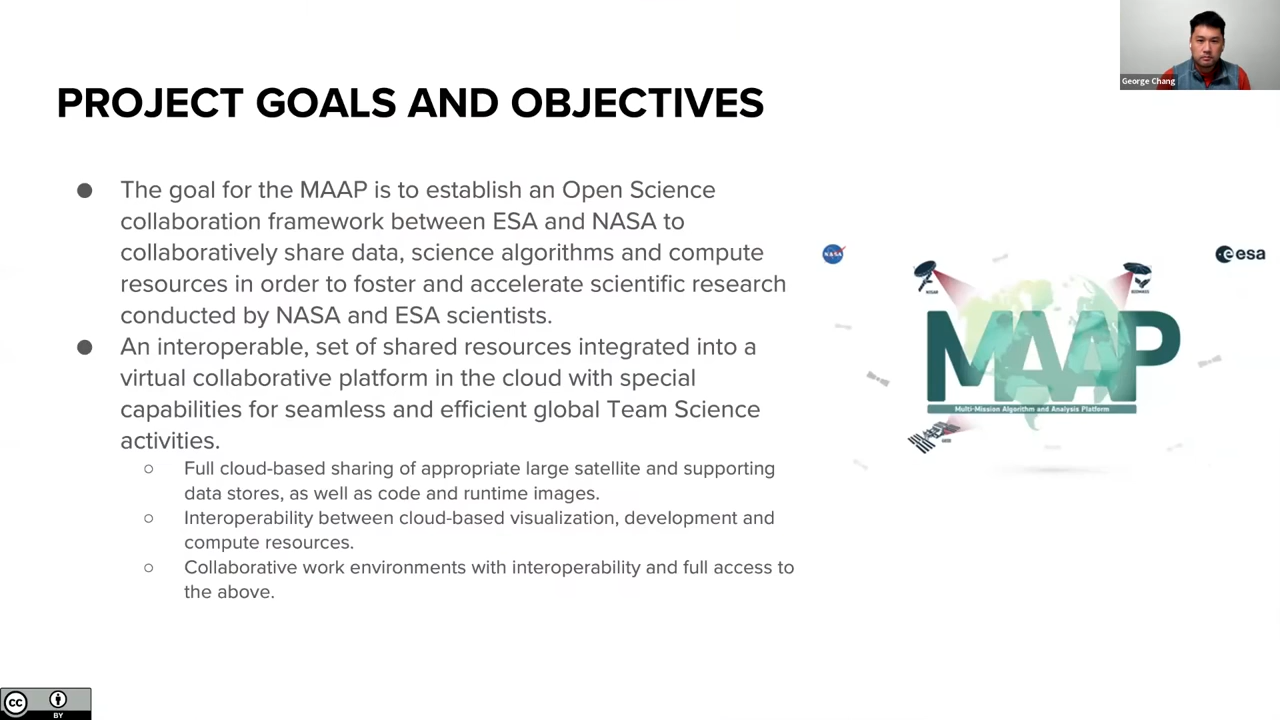 George Chang
PROJECT GOALS AND OBJECTIVES
● The goal for the MAAP is to establish an Open Science
collaboration framework between ESA and NASA to
collaboratively share data, science algorithms and compute
resources in order to foster and accelerate scientific research
conducted by NASA and ESA scientists.
● An interoperable, set of shared resources integrated into a
virtual collaborative platform in the cloud with special
capabilities for seamless and efficient global Team Science
activities.
○ Full cloud-based sharing of appropriate large satellite and supporting
data stores, as well as code and runtime images.
○ Interoperability between cloud-based visualization, development and
compute resources.
○ Collaborative work environments with interoperability and full access to
the above.
NASA
esa
NISAR
BIOMASS
MAAP
Multi-Mission Algorithm and Analysis Platform
cc
BY